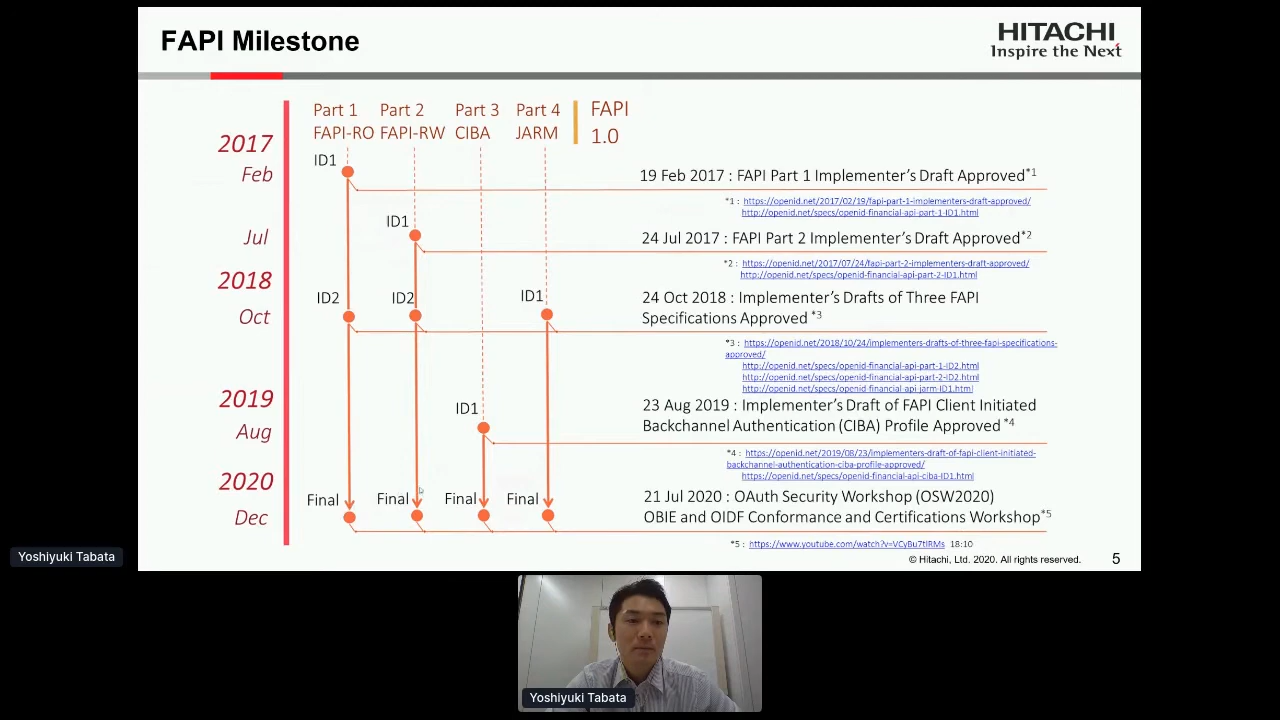 FAPI Milestone
HITACHI
Inspire the Next
Part 1 Part 2 Part 3 Part 4 FAPI
FAPI-RO FAPI-RW CIBA JARM 1.0
2017
ID1
Feb
19 Feb 2017 : FAPI Part 1 Implementer's Draft Approved*1
*1 : https://openid.net/2017/02/19/fapi-part-1-implementers-draft-approved/
http://openid.net/specs/openid-financial-api-part-1-ID1.html
ID1
Jul
24 Jul 2017 : FAPI Part 2 Implementer's Draft Approved*2
*2 : https://openid.net/2017/07/24/fapi-part-2-implementers-draft-approved/
http://openid.net/specs/openid-financial-api-part-2-ID1.html
2018
ID2 ID2 ID1
Oct
24 Oct 2018 : Implementer's Drafts of Three FAPI
Specifications Approved *3
*3 : https://openid.net/2018/10/24/implementers-drafts-of-three-fapi-specifications-
approved/
http://openid.net/specs/openid-financial-api-part-1-ID2.html
http://openid.net/specs/openid-financial-api-part-2-ID2.html
http://openid.net/specs/openid-financial-api-jarm-ID1.html
2019
ID1
Aug
23 Aug 2019 : Implementer's Draft of FAPI Client Initiated
Backchannel Authentication (CIBA) Profile Approved *4
*4 : https://openid.net/2019/08/23/implementers-draft-of-fapi-client-initiated-
backchannel-authentication-ciba-profile-approved/
http://openid.net/specs/openid-financial-api-ciba-ID1.html
2020
Final Final Final Final
Dec
21 Jul 2020 : OAuth Security Workshop (OSW2020)
OBIE and OIDF Conformance and Certifications Workshop*5
*5 : https://www.youtube.com/watch?v=VCyBu7tlRMs 18:10
© Hitachi, Ltd. 2020. All rights reserved. 5
Yoshiyuki Tabata
Yoshiyuki Tabata